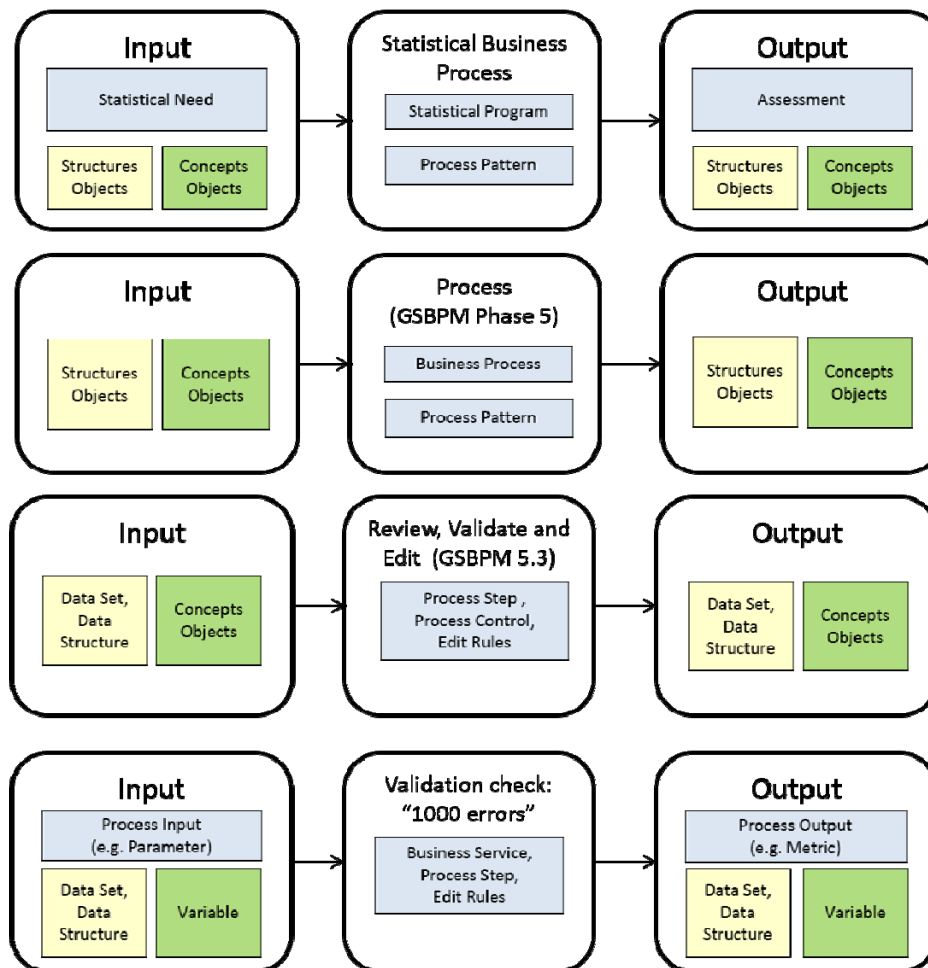 Input
Statistical Need
Structures
Objects
Concepts
Objects
Statistical Business
Process
Statistical Program
Process Pattern
Output
Assessment
Structures
Objects
Concepts
Objects
Input
Structures
Objects
Concepts
Objects
Process
(GSBPM Phase 5)
Business Process
Process Pattern
Output
Structures
Objects
Concepts
Objects
Input
Data Set,
Data
Structure
Concepts
Objects
Review, Validate and
Edit (GSBPM 5.3)
Process Step ,
Process Control,
Edit Rules
Output
Data Set,
Data
Structure
Concepts
Objects
Input
Process Input
(e.g. Parameter)
Data Set,
Data
Structure
Variable
Validation check:
“1000 errors”
Business Service,
Process Step,
Edit Rules
Output
Process Output
(e.g. Metric)
Data Set,
Data
Structure
Variable